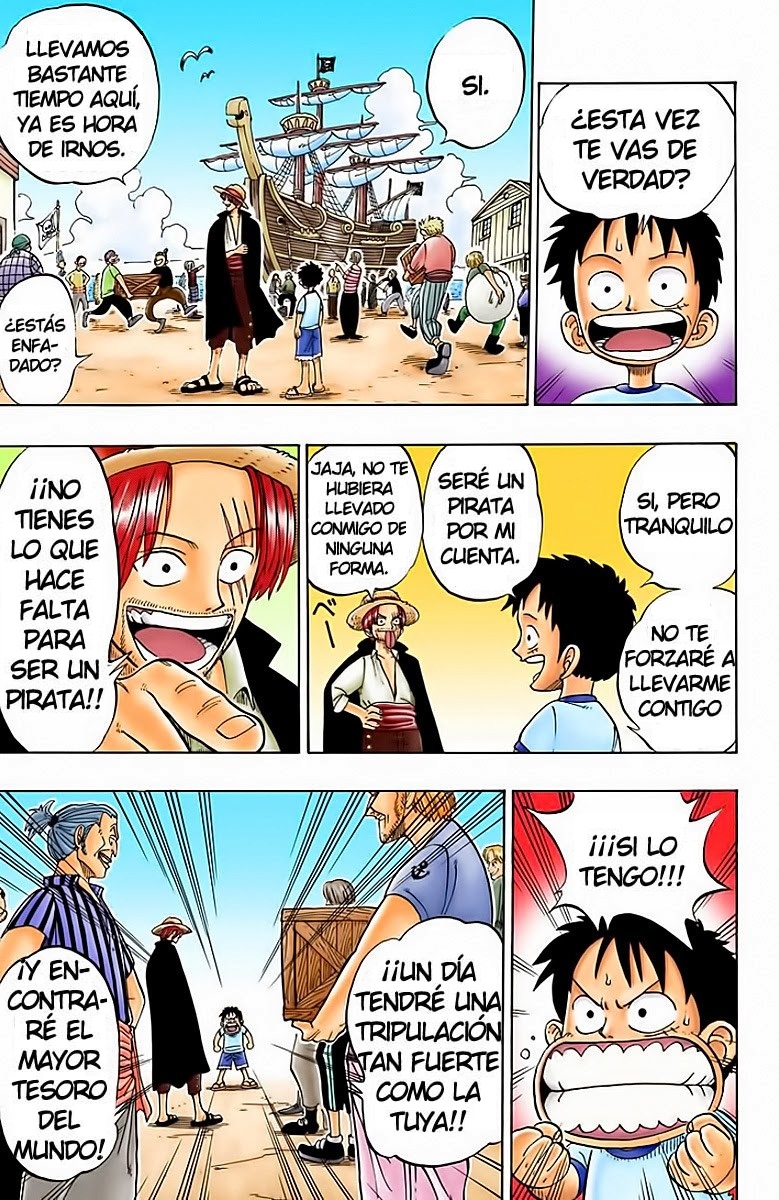 ¿ESTA VEZ
TE VAS DE
VERDAD?
SI.
LLEVAMOS
BASTANTE
TIEMPO AQUÍ,
YA ES HORA
DE IRNOS.
¿ESTÁS
ENFA-
DADO?
SI, PERO
TRANQUILO
NO TE
FORZARÉ A
LLEVARME
CONTIGO
SERÉ UN
PIRATA
POR MI
CUENTA.
JAJA, NO TE
HUBIERA
LLEVADO
CONMIGO DE
NINGUNA
FORMA.
べー
¡¡NO
TIENES
LO QUE
HACE
FALTA
PARA
SER UN
PIRATA!!
¡¡¡SI LO
TENGO!!!
¡¡UN DÍA
TENDRÉ UNA
TRIPULACIÓN
TAN FUERTE
COMO LA
TUYA!!
¡Y EN-
CONTRA-
RÉ EL
MAYOR
TESORO
DEL
MUNDO!